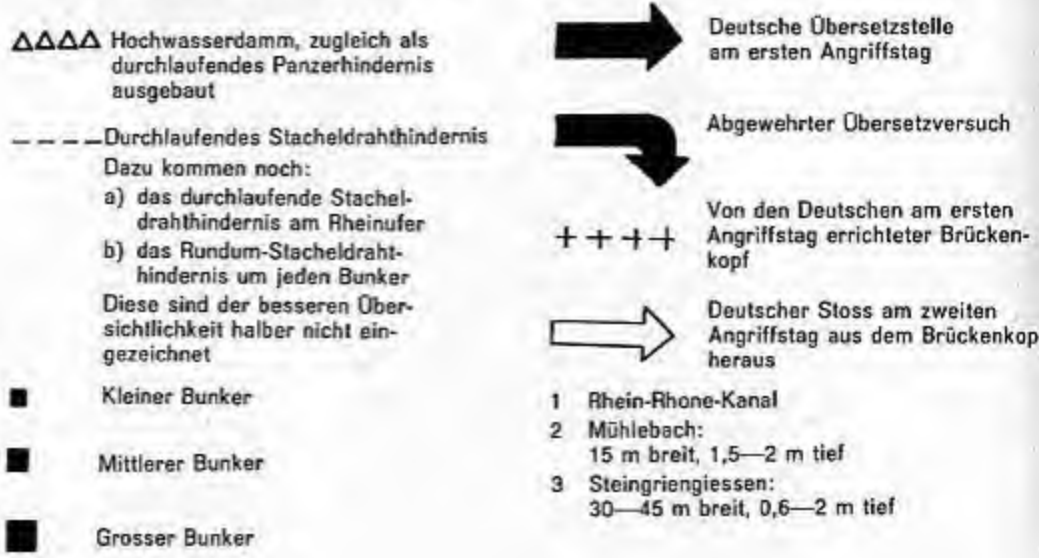 Hochwasserdamm, zugleich als
durchlaufendes Panzerhindernis
ausgebaut
Durchlaufendes Stacheldrahthindernis
Dazu kommen noch:
a) das durchlaufende Stachel-
drahthindernis am Rheinufer
b) das Rundum-Stacheldraht-
hindernis um jeden Bunker
Diese sind der besseren Über-
sichtlichkeit halber nicht ein-
gezeichnet
Kleiner Bunker
Mittlerer Bunker
Grosser Bunker
Deutsche Übersetzstelle
am ersten Angriffstag
Abgewehrter Übersetzversuch
Von den Deutschen am ersten
Angriffstag errichteter Brücken-
kopf
Deutscher Stoss am zweiten
Angriffstag aus dem Brückenkop
heraus
1 Rhein-Rhone-Kanal
2 Mühlebach:
15 m breit, 1,5—2 m tief
3 Steingriengiessen:
30—45 m breit, 0,6—2 m tief